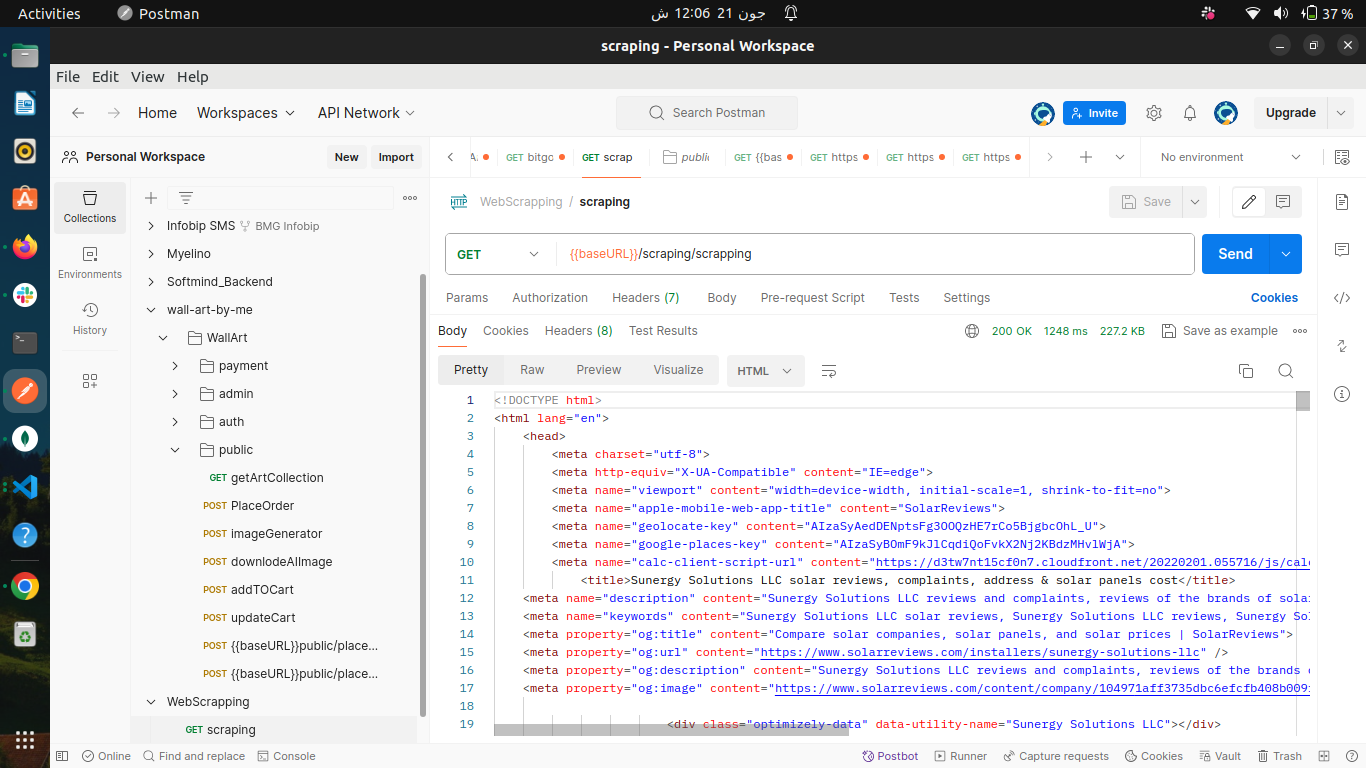 Activities Postman ش 12:06 21 جون 37 %
scraping - Personal Workspace
File Edit View Help
Home Workspaces API Network Search Postman Invite Upgrade
Personal Workspace New Import
GET bitgc GET scrap public GET {{bas GET https GET https GET https No environment
Collections
Environments
History
Infobip SMS BMG Infobip
Myelino
Softmind_Backend
wall-art-by-me
WallArt
payment
admin
auth
public
GET getArtCollection
POST PlaceOrder
POST imageGenerator
POST downlodeAllmage
POST addTOCart
POST updateCart
POST {{baseURL}}public/place...
POST {{baseURL}}public/place...
WebScrapping
GET scraping
HTTP WebScrapping / scraping Save
GET {{baseURL}}/scraping/scrapping Send
Params Authorization Headers (7) Body Pre-request Script Tests Settings Cookies
Body Cookies Headers (8) Test Results 200 OK 1248 ms 227.2 KB Save as example
Pretty Raw Preview Visualize HTML
1 <!DOCTYPE html>
2 <html lang="en">
3 <head>
4 <meta charset="utf-8">
5 <meta http-equiv="X-UA-Compatible" content="IE=edge">
6 <meta name="viewport" content="width=device-width, initial-scale=1, shrink-to-fit=no">
7 <meta name="apple-mobile-web-app-title" content="SolarReviews">
8 <meta name="geolocate-key" content="AIzaSyAedDENptsFg3OOQzHE7rCo5BjgbcOhL_U">
9 <meta name="google-places-key" content="AIzaSyBOmF9kJlCqdiQoFvkX2Nj2KBdzMHvlWjA">
10 <meta name="calc-client-script-url" content="https://d3tw7nt15cf0n7.cloudfront.net/20220201.055716/js/calc
11 <title>Sunergy Solutions LLC solar reviews, complaints, address & solar panels cost</title>
12 <meta name="description" content="Sunergy Solutions LLC reviews and complaints, reviews of the brands of solar
13 <meta name="keywords" content="Sunergy Solutions LLC solar reviews, Sunergy Solutions LLC reviews, Sunergy Sol
14 <meta property="og:title" content="Compare solar companies, solar panels, and solar prices | SolarReviews">
15 <meta property="og:url" content="https://www.solarreviews.com/installers/sunergy-solutions-llc" />
16 <meta property="og:description" content="Sunergy Solutions LLC reviews and complaints, reviews of the brands
17 <meta property="og:image" content="https://www.solarreviews.com/content/company/104971aff3735dbc6efcfb408b009
18
19 <div class="optimizely-data" data-utility-name="Sunergy Solutions LLC"></div>
Online Find and replace Console Postbot Runner Capture requests Cookies Vault Trash